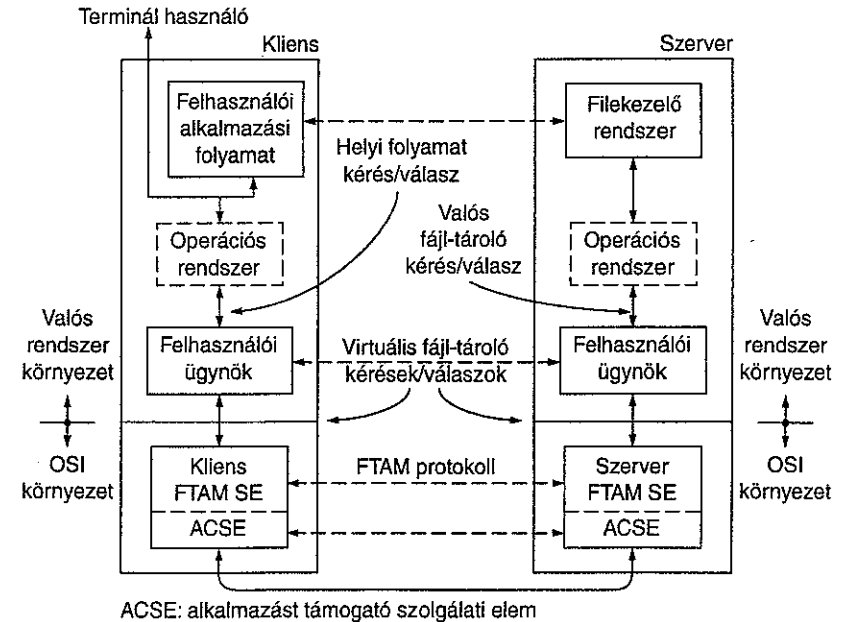 Terminál használó
Kliens
Szerver
Felhasználói
alkalmazási
folyamat
Filekezelő
rendszer
Helyi folyamat
kérés/válasz
Valós
fájl-tároló
kérés/válasz
Operációs
rendszer
Operációs
rendszer
Valós
rendszer
környezet
Felhasználói
ügynök
Virtuális fájl-tároló
kérések/válaszok
Felhasználói
ügynök
Valós
rendszer
környezet
OSI
környezet
Kliens
FTAM SE
ACSE
FTAM protokoll
Szerver
FTAM SE
ACSE
OSI
környezet
ACSE: alkalmazást támogató szolgálati elem